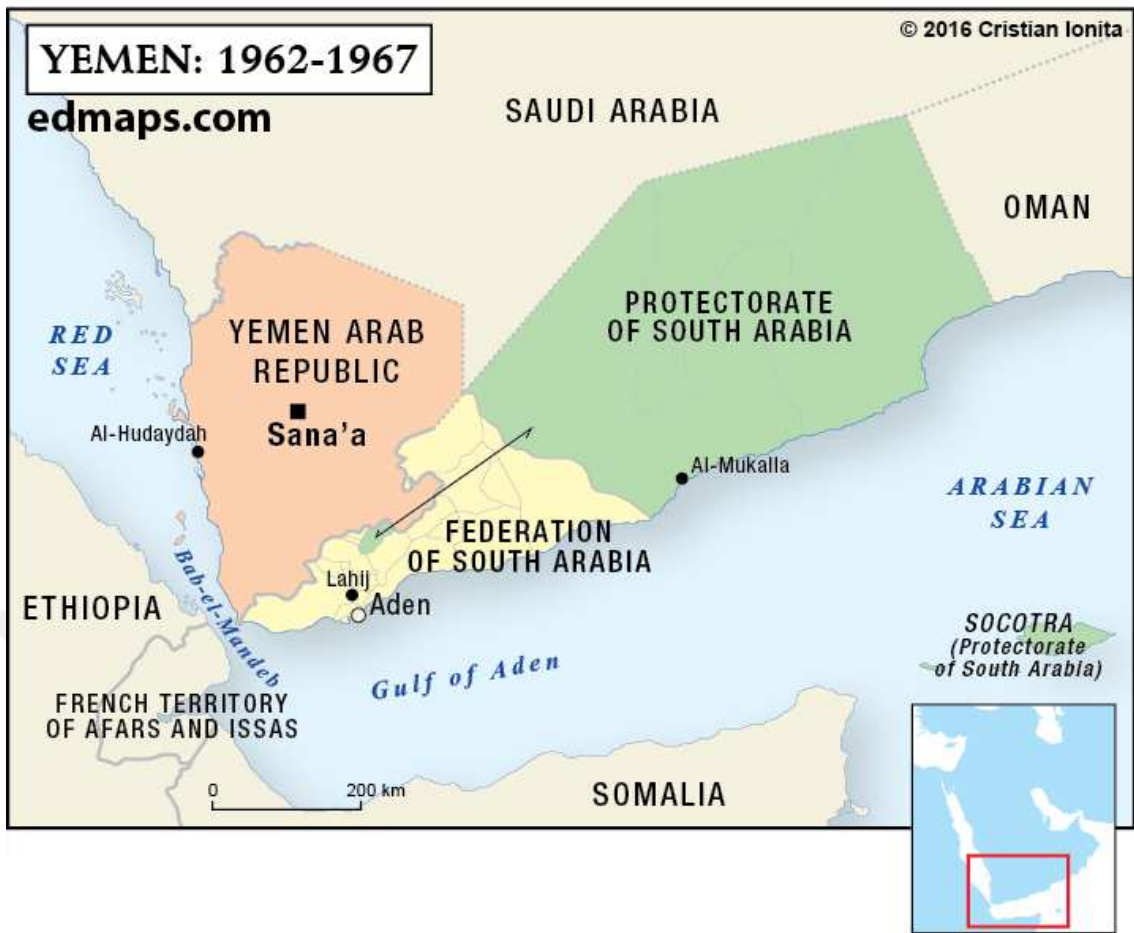 © 2016 Cristian Ionita
YEMEN: 1962-1967
edmaps.com
SAUDI ARABIA
OMAN
PROTECTORATE
OF SOUTH ARABIA
RED
SEA
YEMEN ARAB
REPUBLIC
Sana'a
Al-Hudaydah
Al-Mukalla
ARABIAN
SEA
FEDERATION
OF SOUTH ARABIA
Lahij
Aden
Bab-el-Mandeb
ETHIOPIA
SOCOTRA
(Protectorate
of South Arabia)
Gulf of Aden
FRENCH TERRITORY
OF AFARS AND ISSAS
0 200 km
SOMALIA